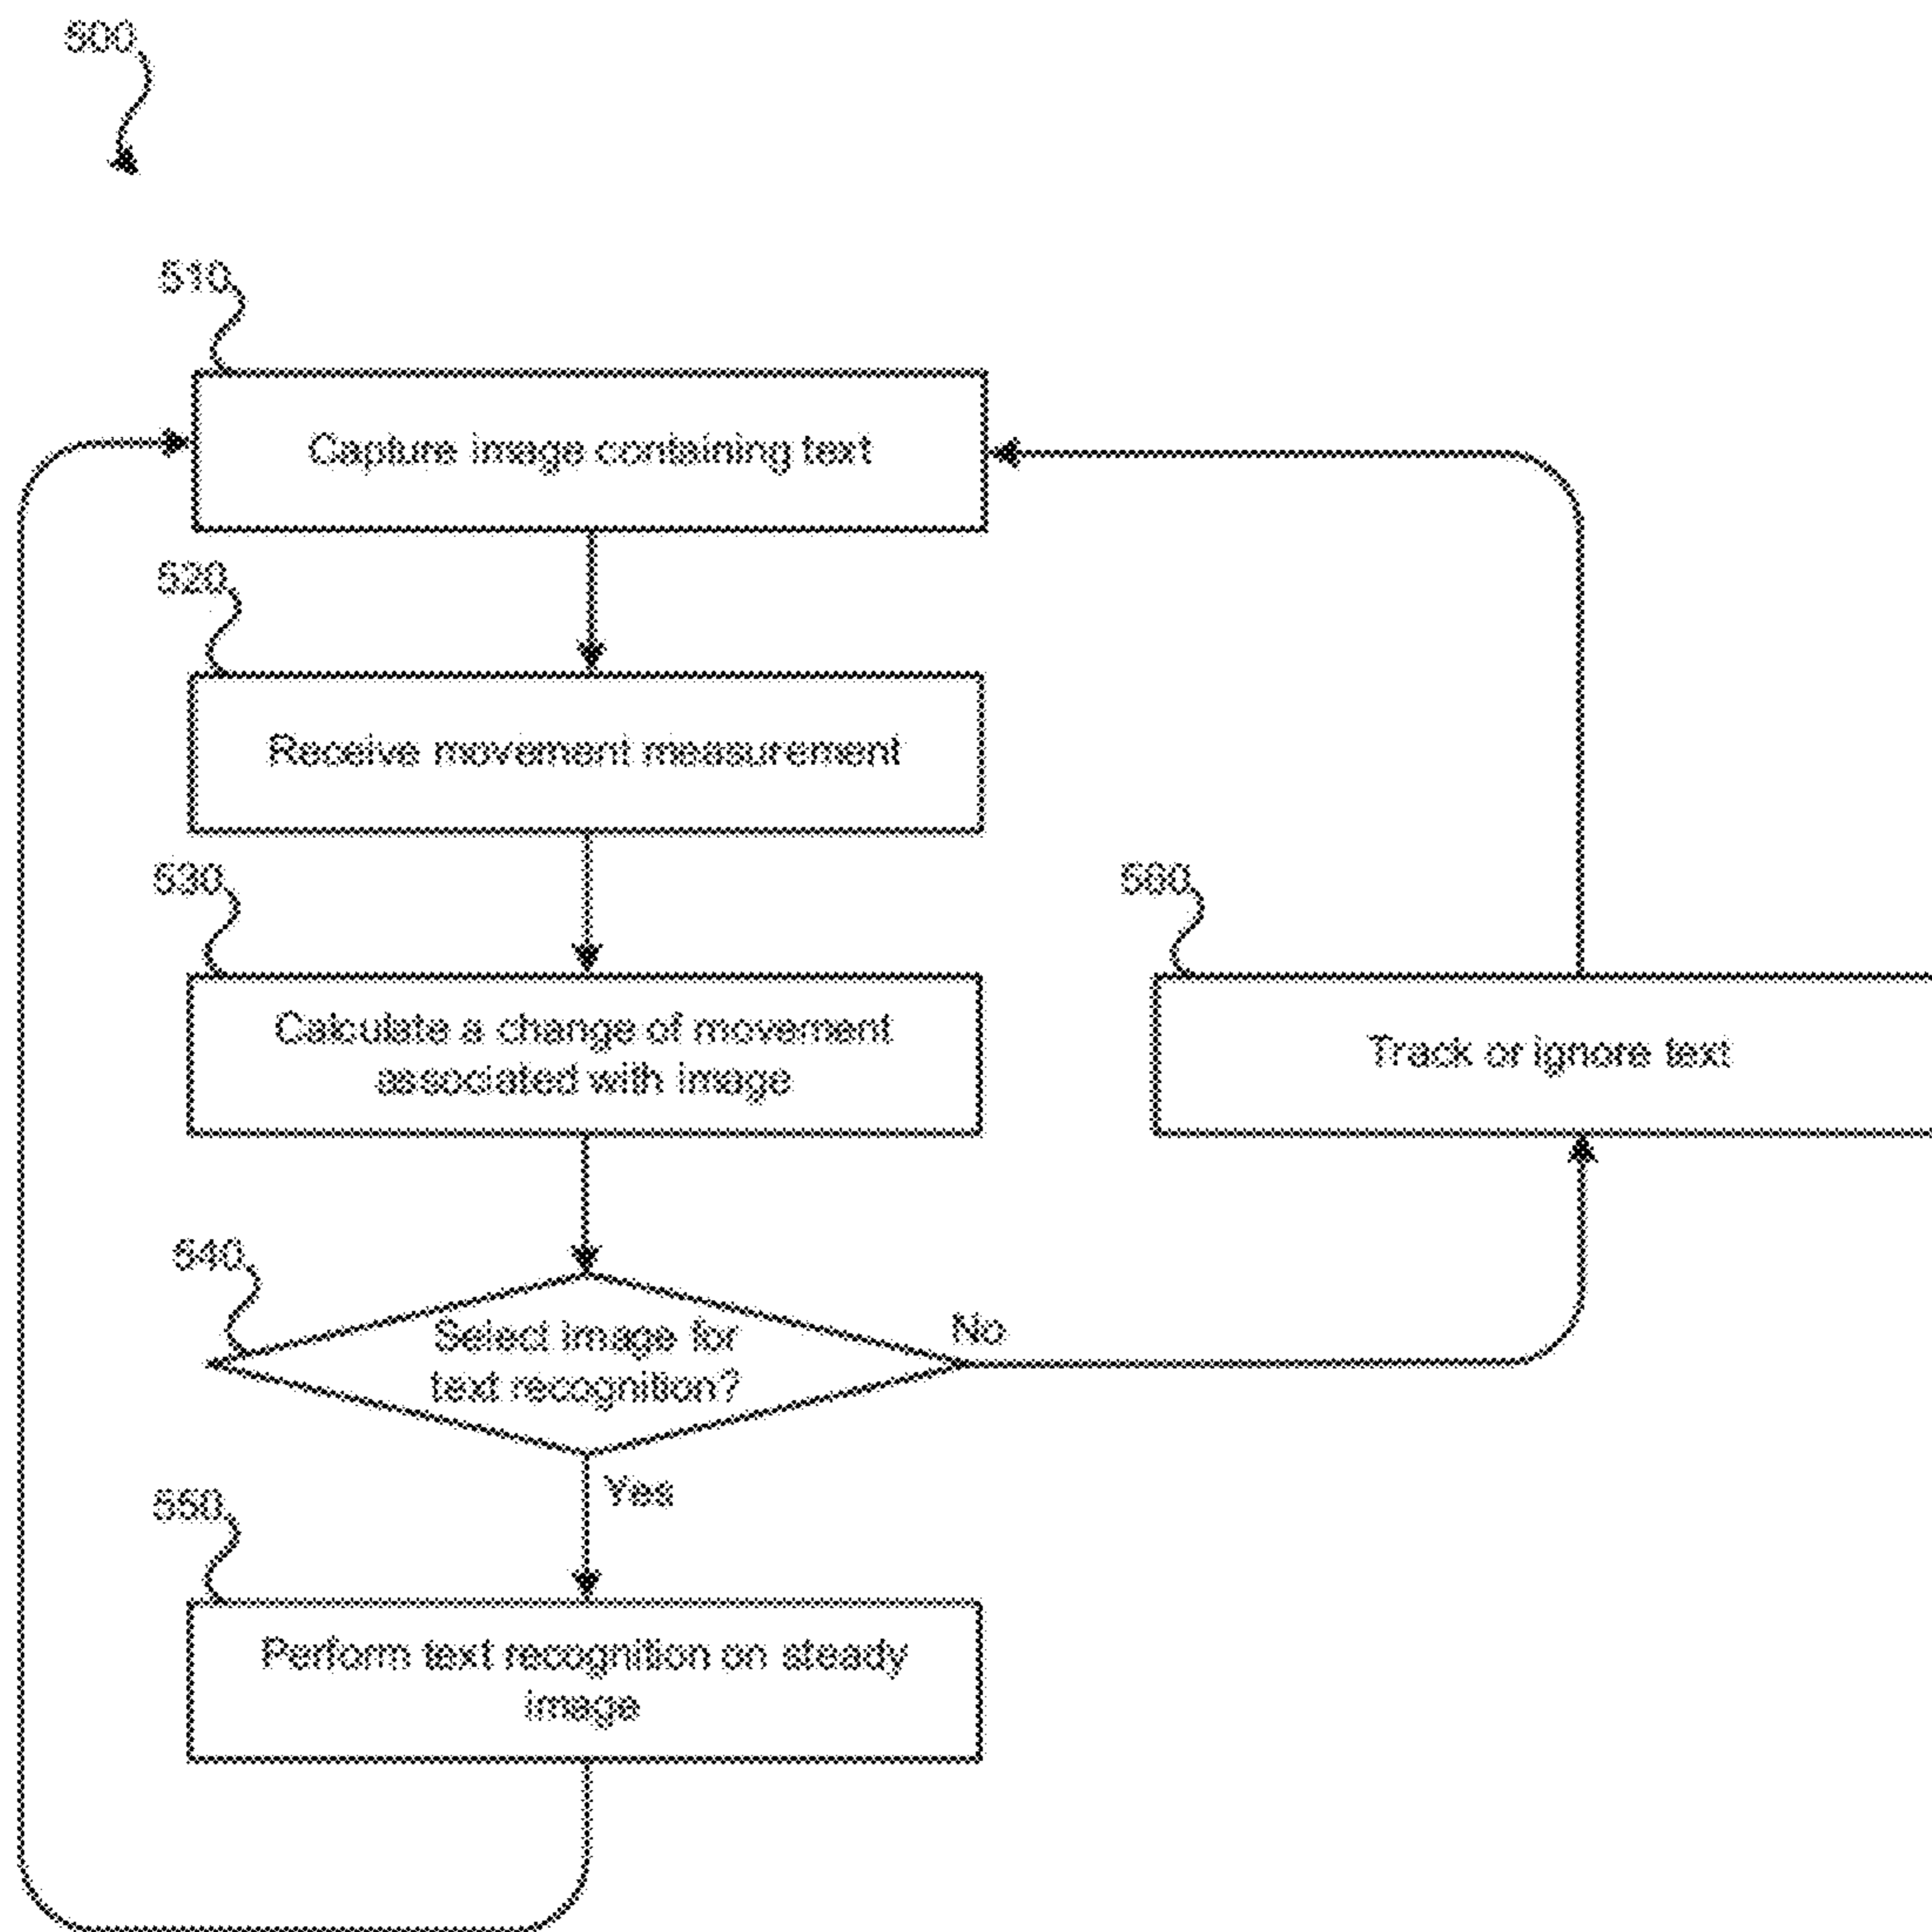 500
510
Capture image containing text
520
Receive movement measurement
530
Calculate a change of movement
associated with image
560
Track or ignore text
540
Select image for
text recognition?
No
Yes
550
Perform text recognition on steady
image